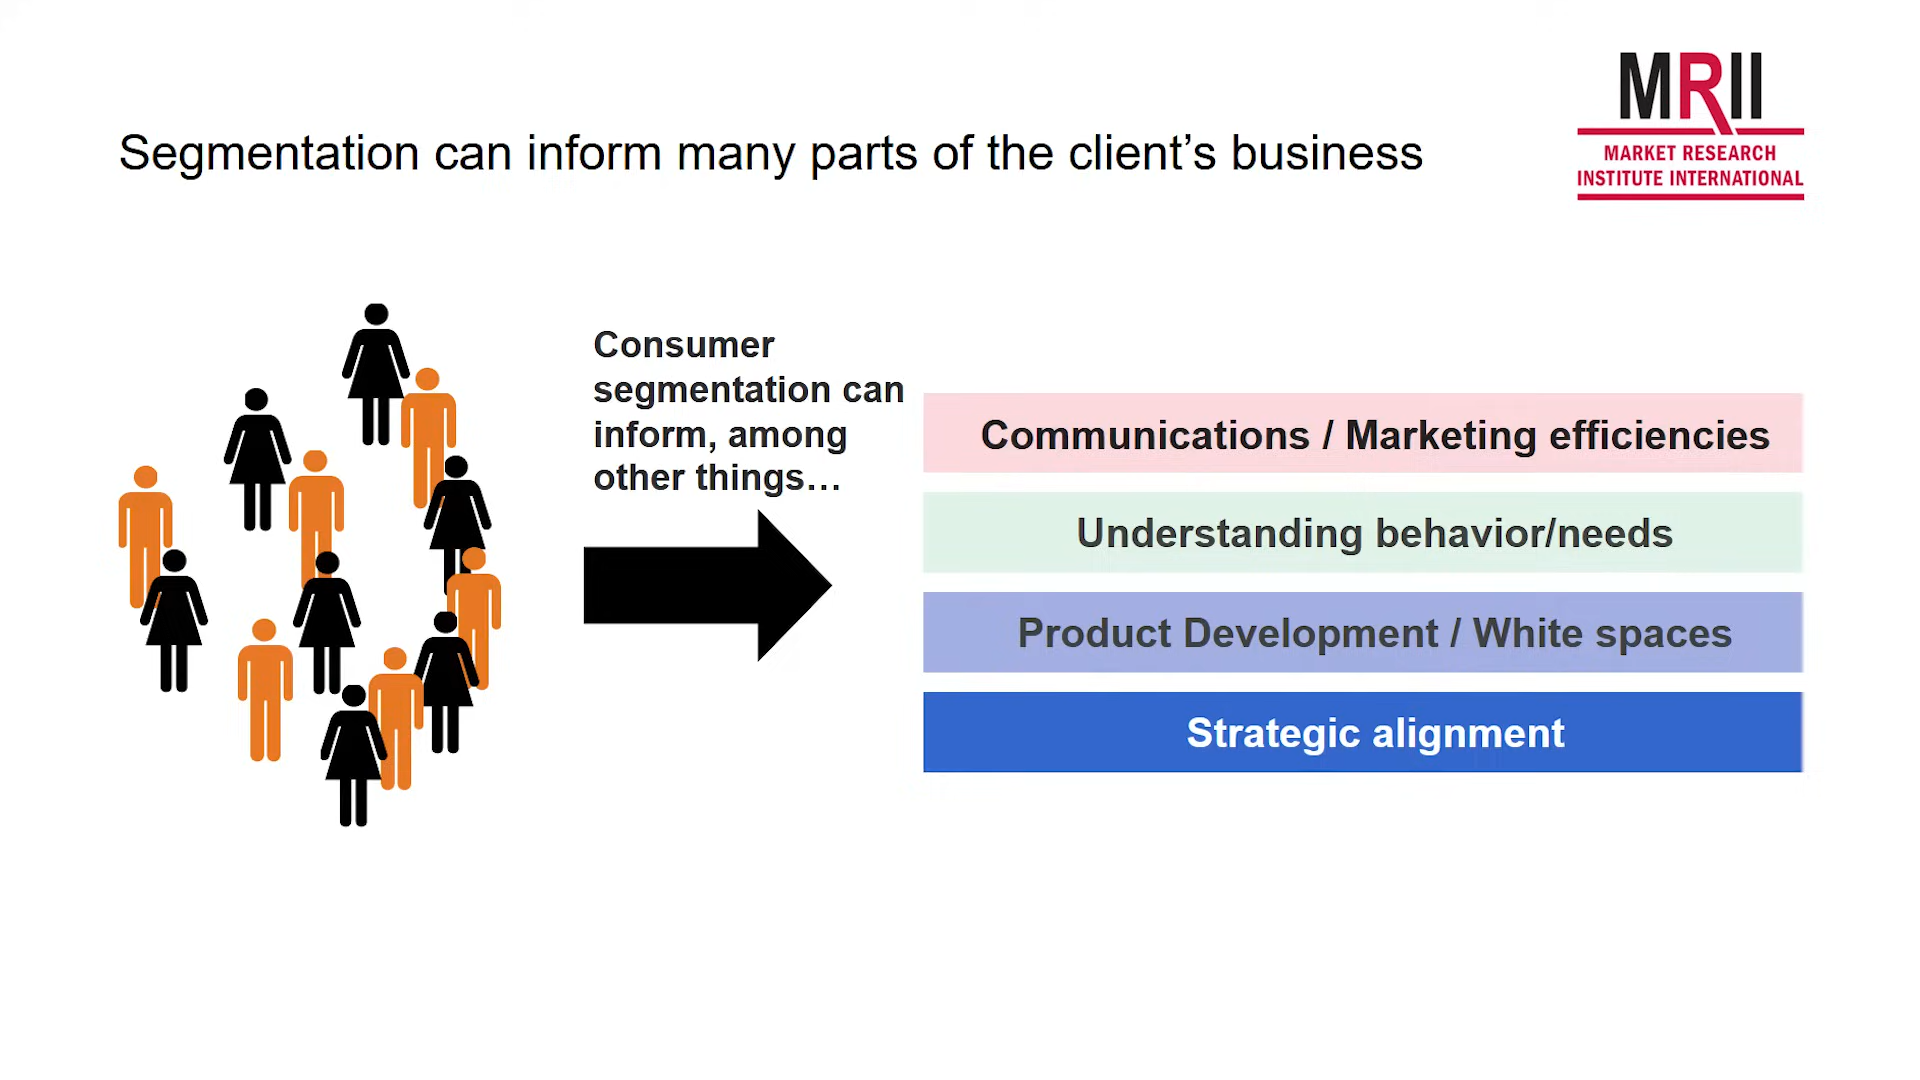 MRII
MARKET RESEARCH
INSTITUTE INTERNATIONAL
Segmentation can inform many parts of the client’s business
Consumer
segmentation can
inform, among
other things…
Communications / Marketing efficiencies
Understanding behavior/needs
Product Development / White spaces
Strategic alignment